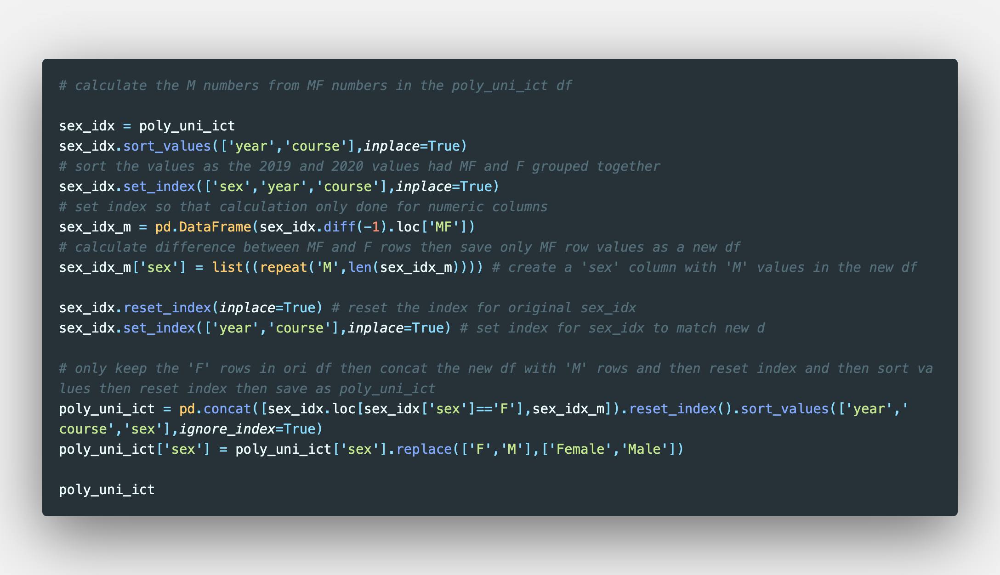 # calculate the M numbers from MF numbers in the poly_uni_ict df
sex_idx = poly_uni_ict
sex_idx.sort_values(['year','course'],inplace=True)
# sort the values as the 2019 and 2020 values had MF and F grouped together
sex_idx.set_index(['sex','year','course'],inplace=True)
# set index so that calculation only done for numeric columns
sex_idx_m = pd.DataFrame(sex_idx.diff(-1).loc['MF'])
# calculate difference between MF and F rows then save only MF row values as a new df
sex_idx_m['sex'] = list((repeat('M',len(sex_idx_m)))) # create a 'sex' column with 'M' values in the new df
sex_idx.reset_index(inplace=True) # reset the index for original sex_idx
sex_idx.set_index(['year','course'],inplace=True) # set index for sex_idx to match new d
# only keep the 'F' rows in ori df then concat the new df with 'M' rows and then reset index and then sort va
lues then reset index then save as poly_uni_ict
poly_uni_ict = pd.concat([sex_idx.loc[sex_idx['sex']=='F'],sex_idx_m]).reset_index().sort_values(['year','
course','sex'],ignore_index=True)
poly_uni_ict['sex'] = poly_uni_ict['sex'].replace(['F','M'],['Female','Male'])
poly_uni_ict